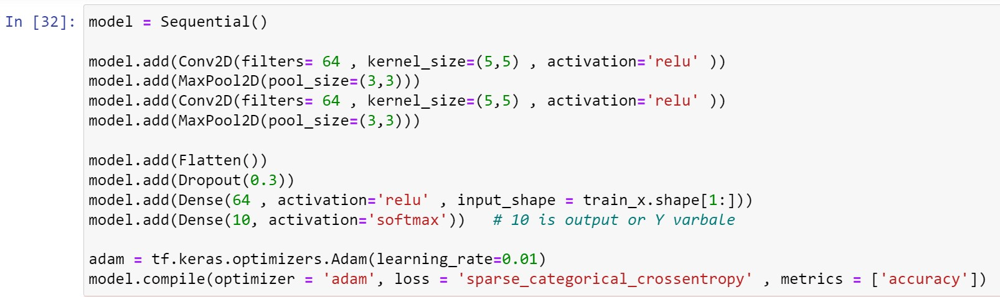 In [32]: model = Sequential()
model.add(Conv2D(filters= 64 , kernel_size=(5,5) , activation='relu' ))
model.add(MaxPool2D(pool_size=(3,3)))
model.add(Conv2D(filters= 64 , kernel_size=(5,5) , activation='relu' ))
model.add(MaxPool2D(pool_size=(3,3)))
model.add(Flatten())
model.add(Dropout(0.3))
model.add(Dense(64 , activation='relu' , input_shape = train_x.shape[1:]))
model.add(Dense(10, activation='softmax'))   # 10 is output or Y varbale
adam = tf.keras.optimizers.Adam(learning_rate=0.01)
model.compile(optimizer = 'adam', loss = 'sparse_categorical_crossentropy' , metrics = ['accuracy'])